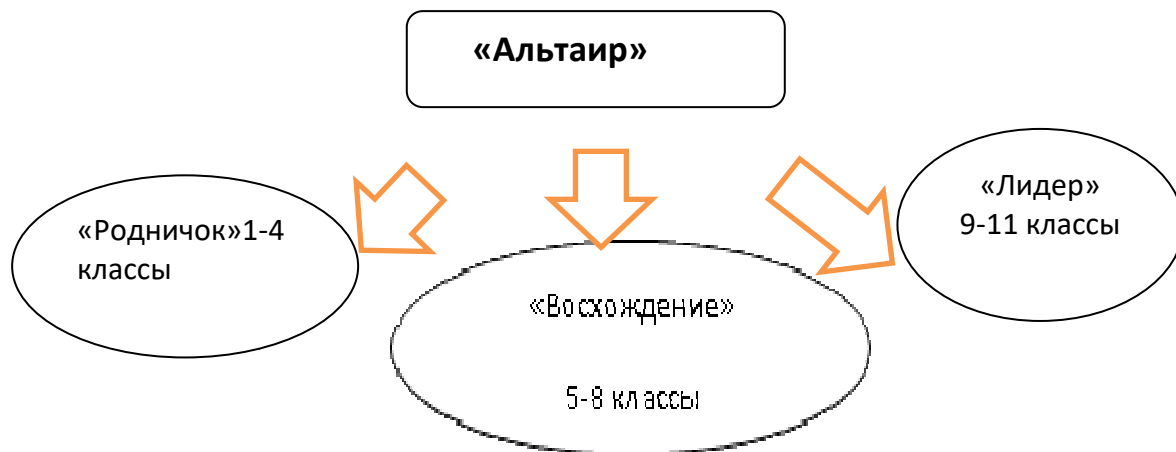 «Альтаир»
«Родничок»1-4
классы
«Восхождение»
5-8 классы
«Лидер»
9-11 классы